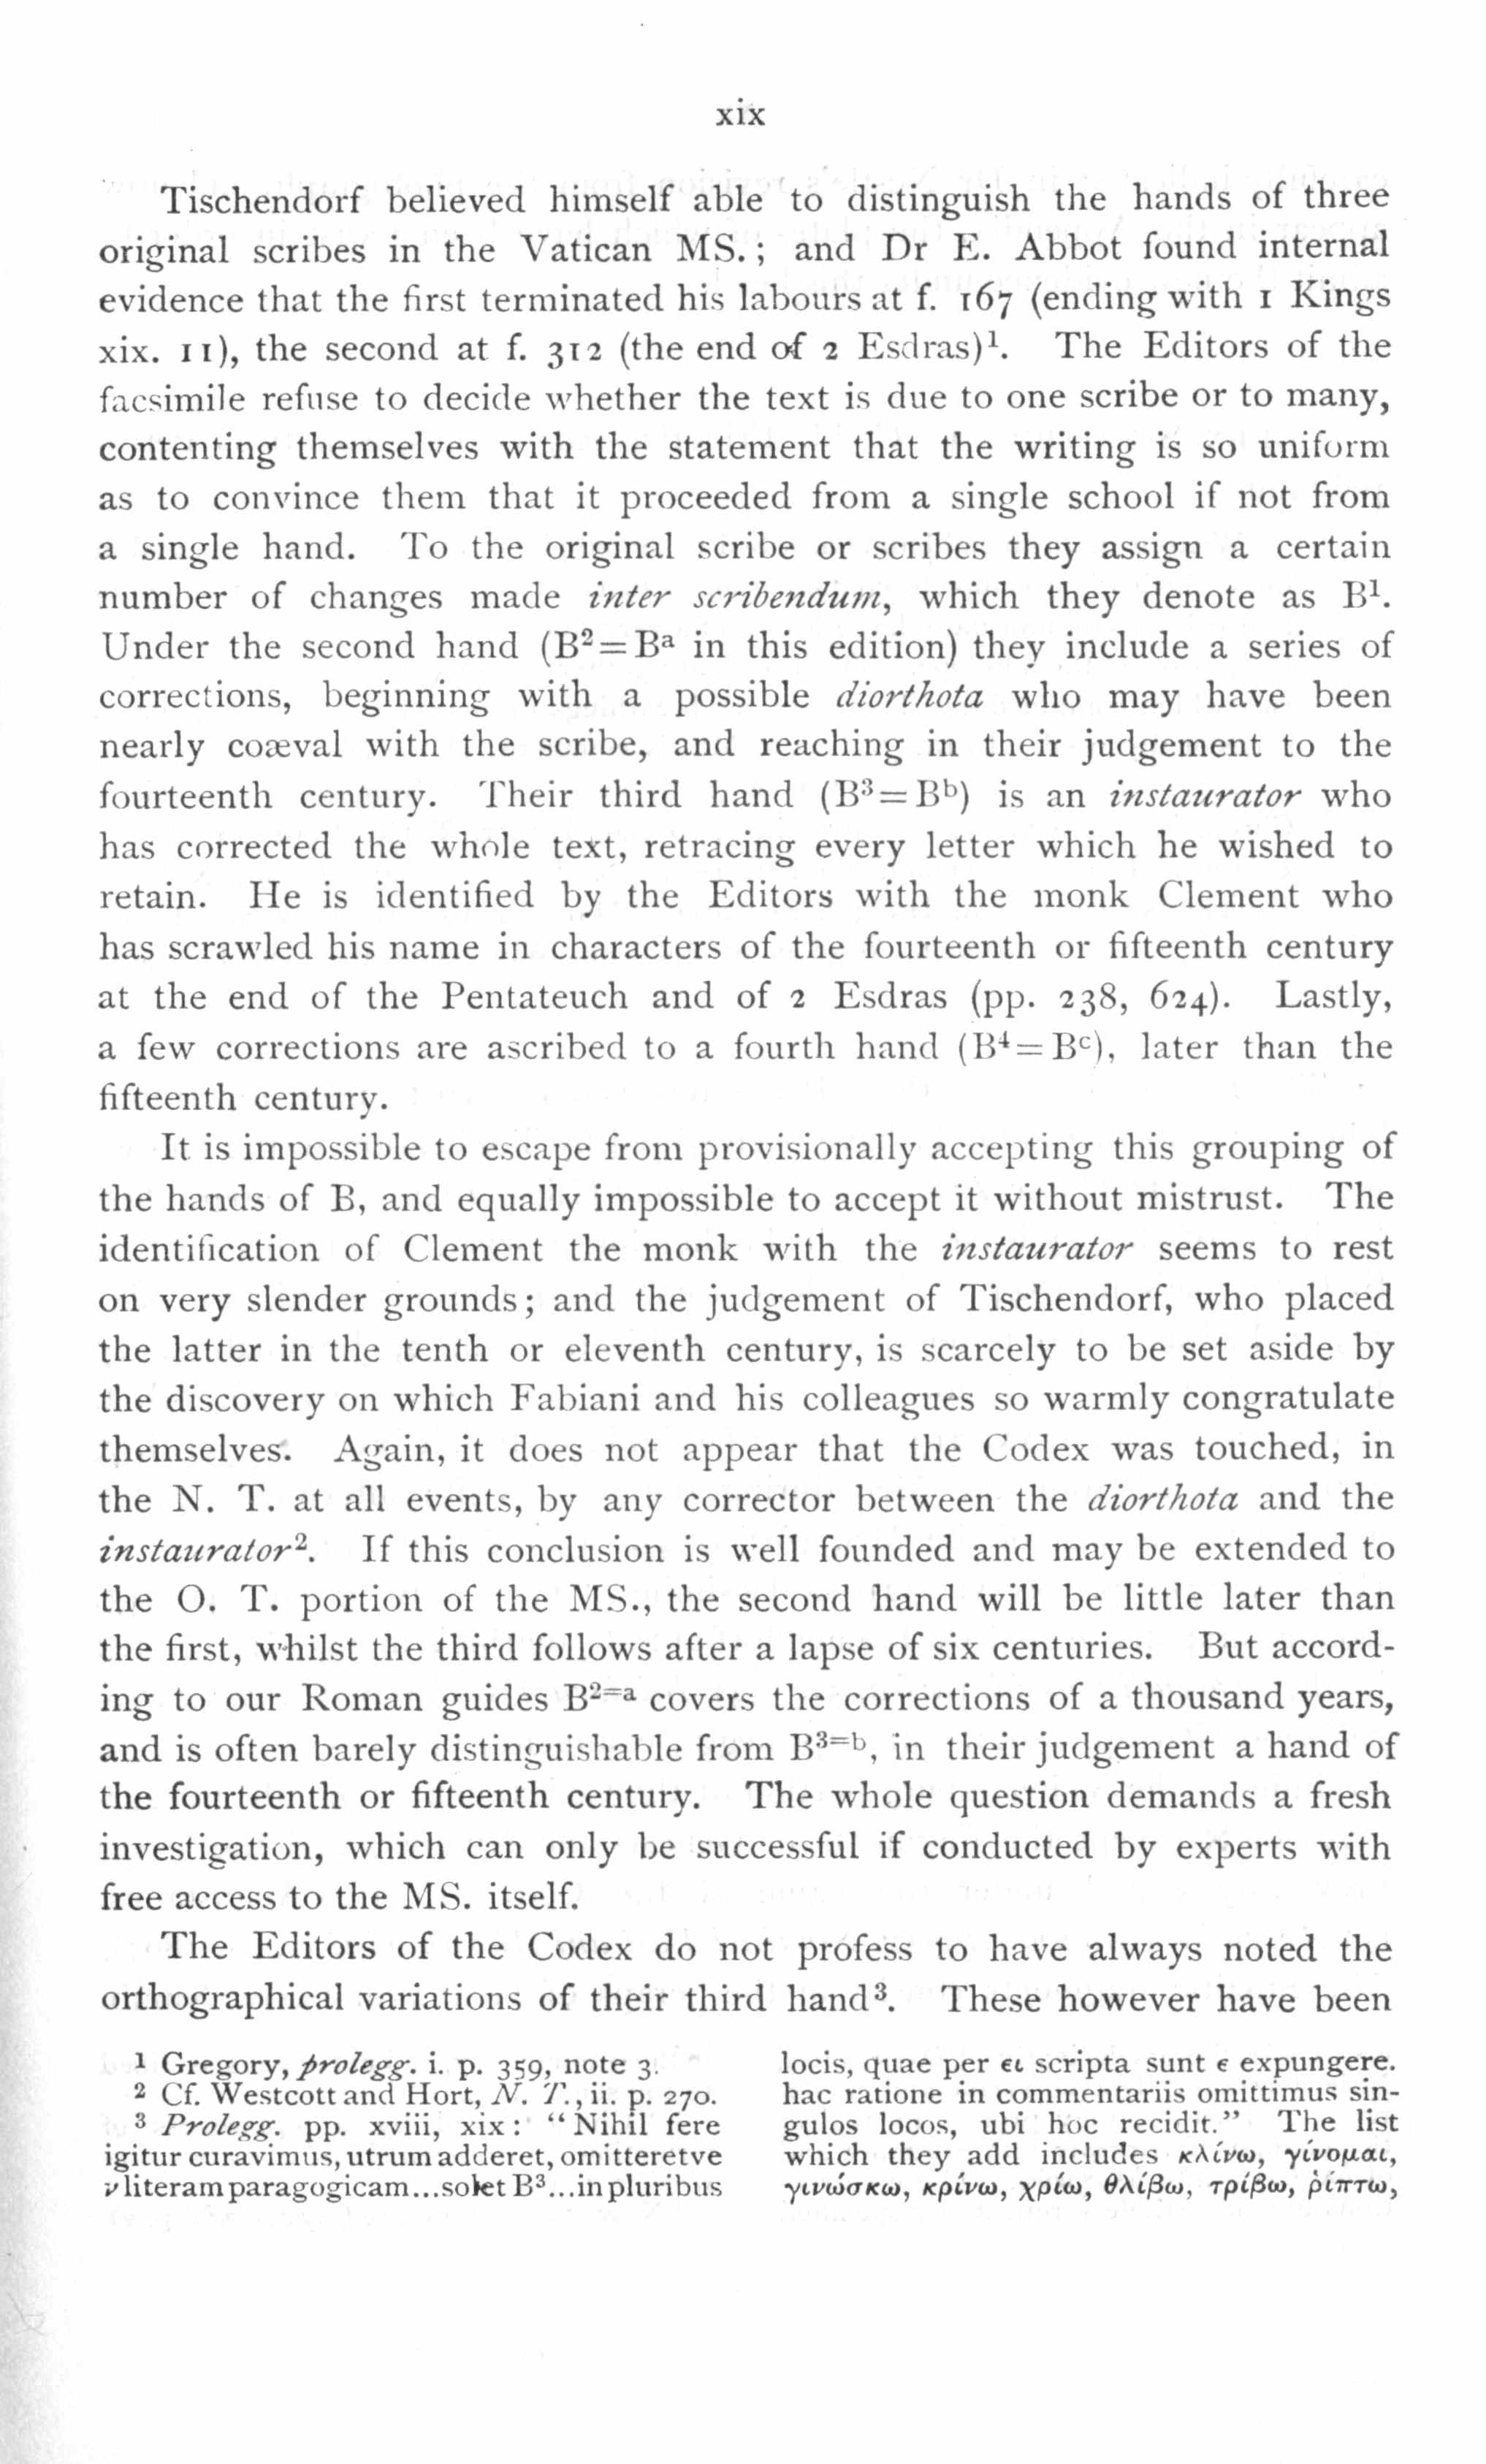 xix
Tischendorf believed himself able to distinguish the hands of three
original scribes in the Vatican MS.; and Dr E. Abbot found internal
evidence that the first terminated his labours at f. 167 (ending with 1 Kings
xix. 11), the second at f. 312 (the end of 2 Esdras)¹. The Editors of the
facsimile refuse to decide whether the text is due to one scribe or to many,
contenting themselves with the statement that the writing is so uniform
as to convince them that it proceeded from a single school if not from
a single hand. To the original scribe or scribes they assign a certain
number of changes made inter scribendum, which they denote as B¹.
Under the second hand (B²=Bᵃ in this edition) they include a series of
corrections, beginning with a possible diorthota who may have been
nearly coæval with the scribe, and reaching in their judgement to the
fourteenth century. Their third hand (B³=Bᵇ) is an instaurator who
has corrected the whole text, retracing every letter which he wished to
retain. He is identified by the Editors with the monk Clement who
has scrawled his name in characters of the fourteenth or fifteenth century
at the end of the Pentateuch and of 2 Esdras (pp. 238, 624). Lastly,
a few corrections are ascribed to a fourth hand (B⁴=Bᶜ), later than the
fifteenth century.
It is impossible to escape from provisionally accepting this grouping of
the hands of B, and equally impossible to accept it without mistrust. The
identification of Clement the monk with the instaurator seems to rest
on very slender grounds; and the judgement of Tischendorf, who placed
the latter in the tenth or eleventh century, is scarcely to be set aside by
the discovery on which Fabiani and his colleagues so warmly congratulate
themselves. Again, it does not appear that the Codex was touched, in
the N. T. at all events, by any corrector between the diorthota and the
instaurator². If this conclusion is well founded and may be extended to
the O. T. portion of the MS., the second hand will be little later than
the first, whilst the third follows after a lapse of six centuries. But accord-
ing to our Roman guides B²⁼ᵃ covers the corrections of a thousand years,
and is often barely distinguishable from B³⁼ᵇ, in their judgement a hand of
the fourteenth or fifteenth century. The whole question demands a fresh
investigation, which can only be successful if conducted by experts with
free access to the MS. itself.
The Editors of the Codex do not profess to have always noted the
orthographical variations of their third hand³. These however have been
¹ Gregory, prolegg. i. p. 359, note 3.
² Cf. Westcott and Hort, N. T., ii. p. 270.
³ Prolegg. pp. xviii, xix: “Nihil fere
igitur curavimus, utrum adderet, omitteretve
ν literam paragogicam...solet B³...in pluribus
locis, quae per ει scripta sunt ε expungere.
hac ratione in commentariis omittimus sin-
gulos locos, ubi hoc recidit.” The list
which they add includes κλίνω, γίνομαι,
γινώσκω, κρίνω, χρίω, θλίβω, τρίβω, ῥίπτω,